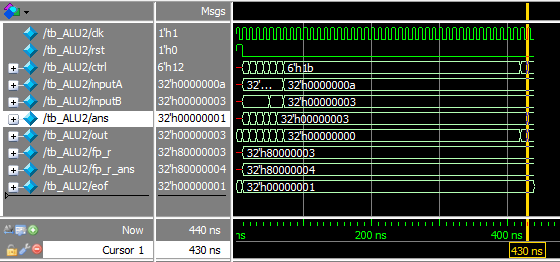 Msgs
/tb_ALU2/clk 1'h1
/tb_ALU2/rst 1'h0
/tb_ALU2/ctrl 6'h12 6'h1b
/tb_ALU2/inputA 32'h0000000a 32'... 32'h0000000a
/tb_ALU2/inputB 32'h00000003 32'h00000003
/tb_ALU2/ans 32'h00000001 32'h00000003
/tb_ALU2/out 32'h00000000 32'h00000000
/tb_ALU2/fp_r 32'h80000003 32'h80000003
/tb_ALU2/fp_r_ans 32'h80000004 32'h80000004
/tb_ALU2/eof 32'h00000001 32'h00000001
Now 440 ns ns 200 ns 400 ns
Cursor 1 430 ns 430 ns